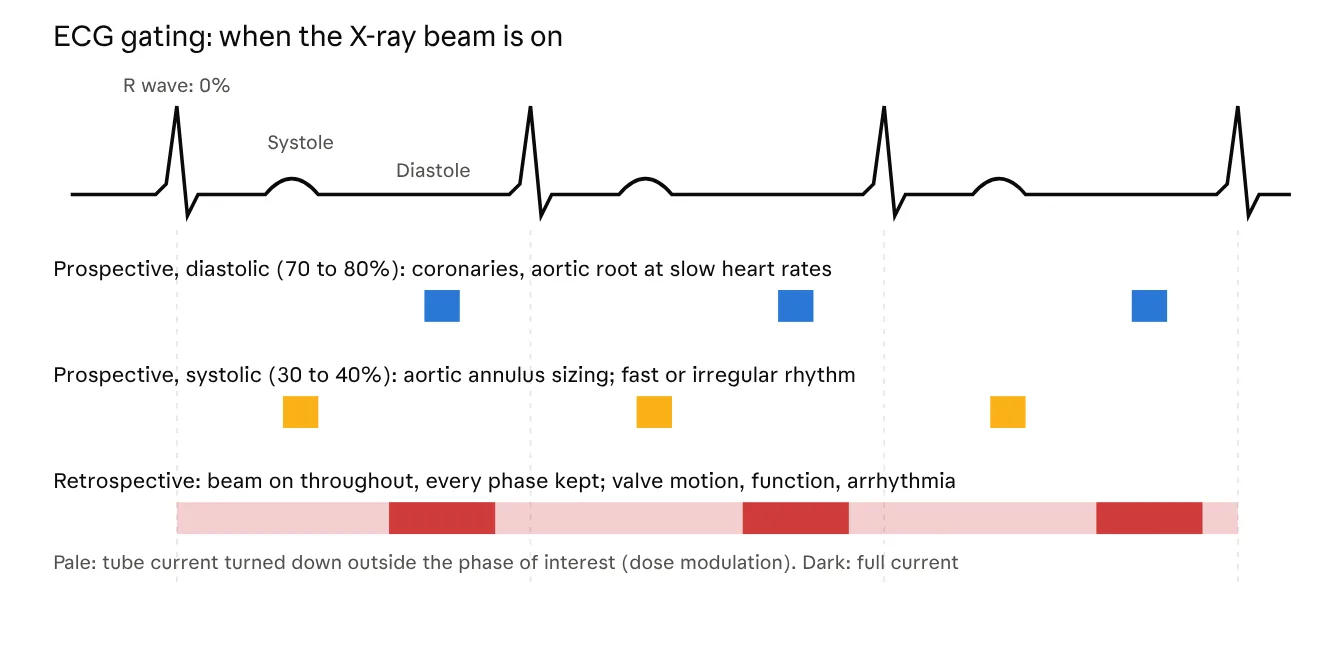 ECG gating: when the X-ray beam is on
R wave: 0%
Systole
Diastole
Prospective, diastolic (70 to 80%): coronaries, aortic root at slow heart rates
Prospective, systolic (30 to 40%): aortic annulus sizing; fast or irregular rhythm
Retrospective: beam on throughout, every phase kept; valve motion, function, arrhythmia
Pale: tube current turned down outside the phase of interest (dose modulation). Dark: full current